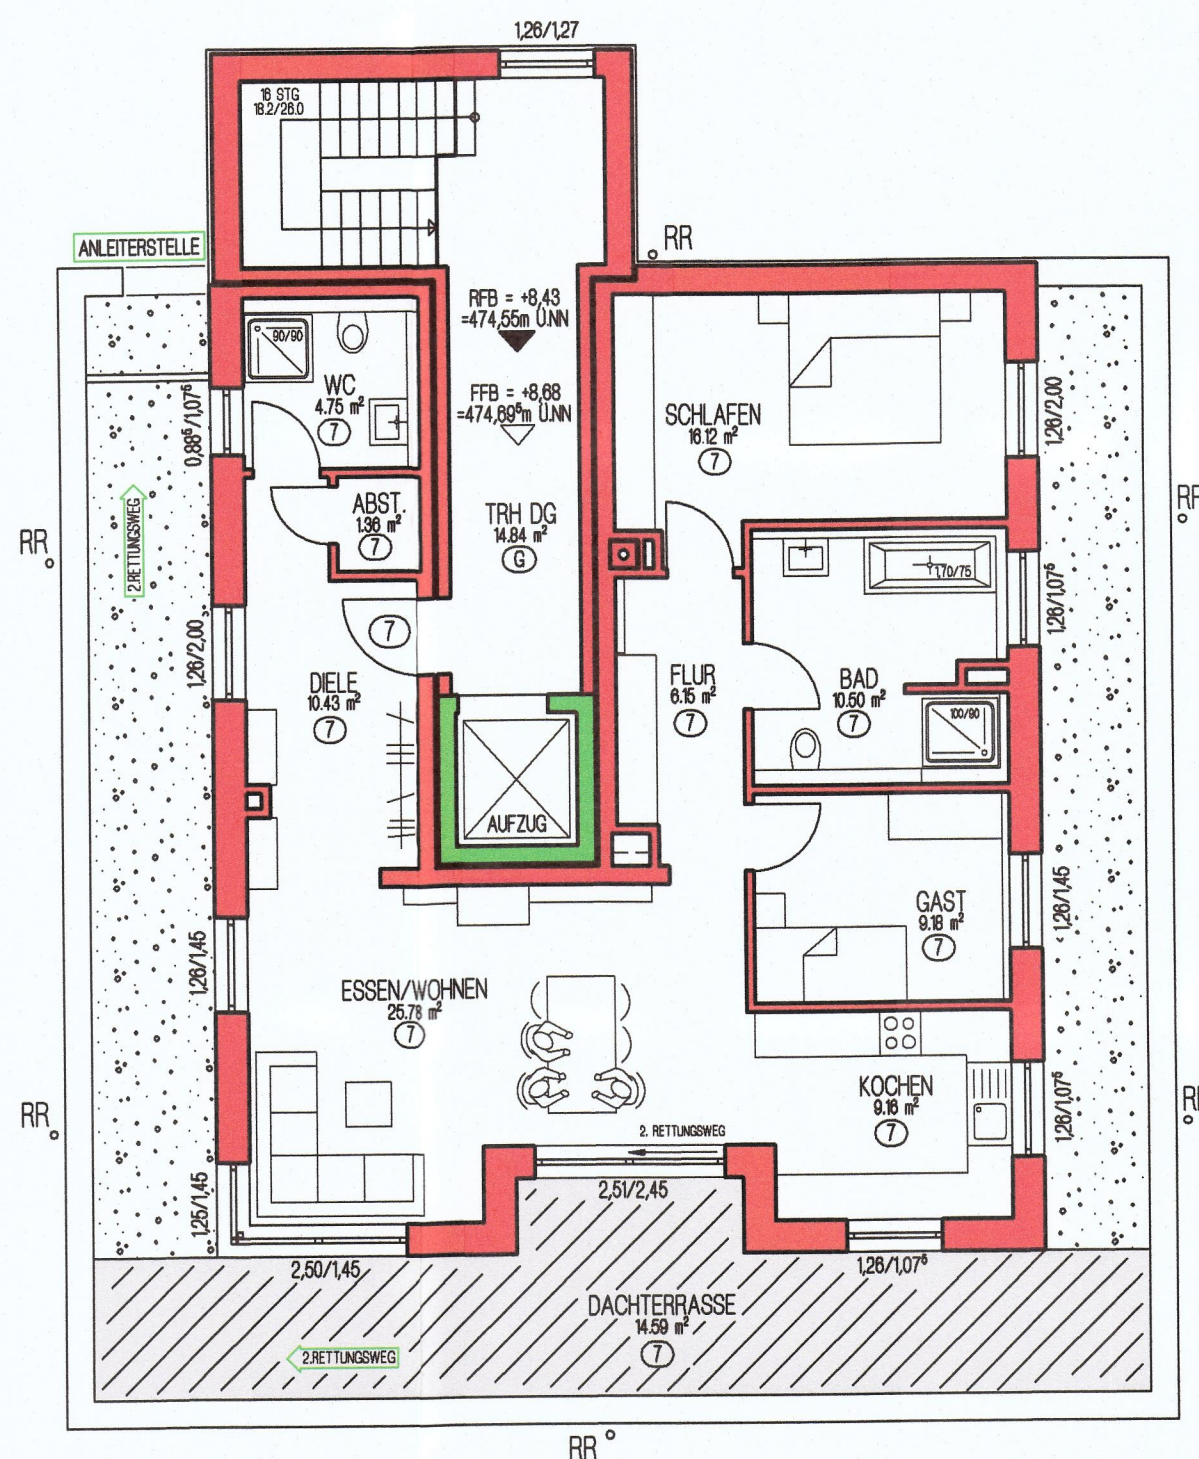 1,26/1,27
16 STG
18.2/26.0
ANLEITERSTELLE
RR
RFB = +8,43
=474,55m Ü.NN
FFB = +8,68
=474,69⁵m Ü.NN
90/90
WC
4.75 m²
7
0,88⁵/1,07⁵
SCHLAFEN
16.12 m²
7
1,26/2,00
RR
ABST.
1.36 m²
7
TRH DG
14.84 m²
G
2.RETTUNGSWEG
RR
1,70/75
1,26/1,07⁵
7
1,26/2,00
DIELE
10.43 m²
7
FLUR
6.15 m²
7
BAD
10.50 m²
7
100/90
AUFZUG
GAST
9.18 m²
7
1,26/1,45
1,26/1,45
ESSEN/WOHNEN
25.78 m²
7
KOCHEN
9.16 m²
7
1,26/1,07⁵
RR
2. RETTUNGSWEG
1,25/1,45
2,51/2,45
2,50/1,45
1,26/1,07⁵
DACHTERRASSE
14.59 m²
7
2.RETTUNGSWEG
RR